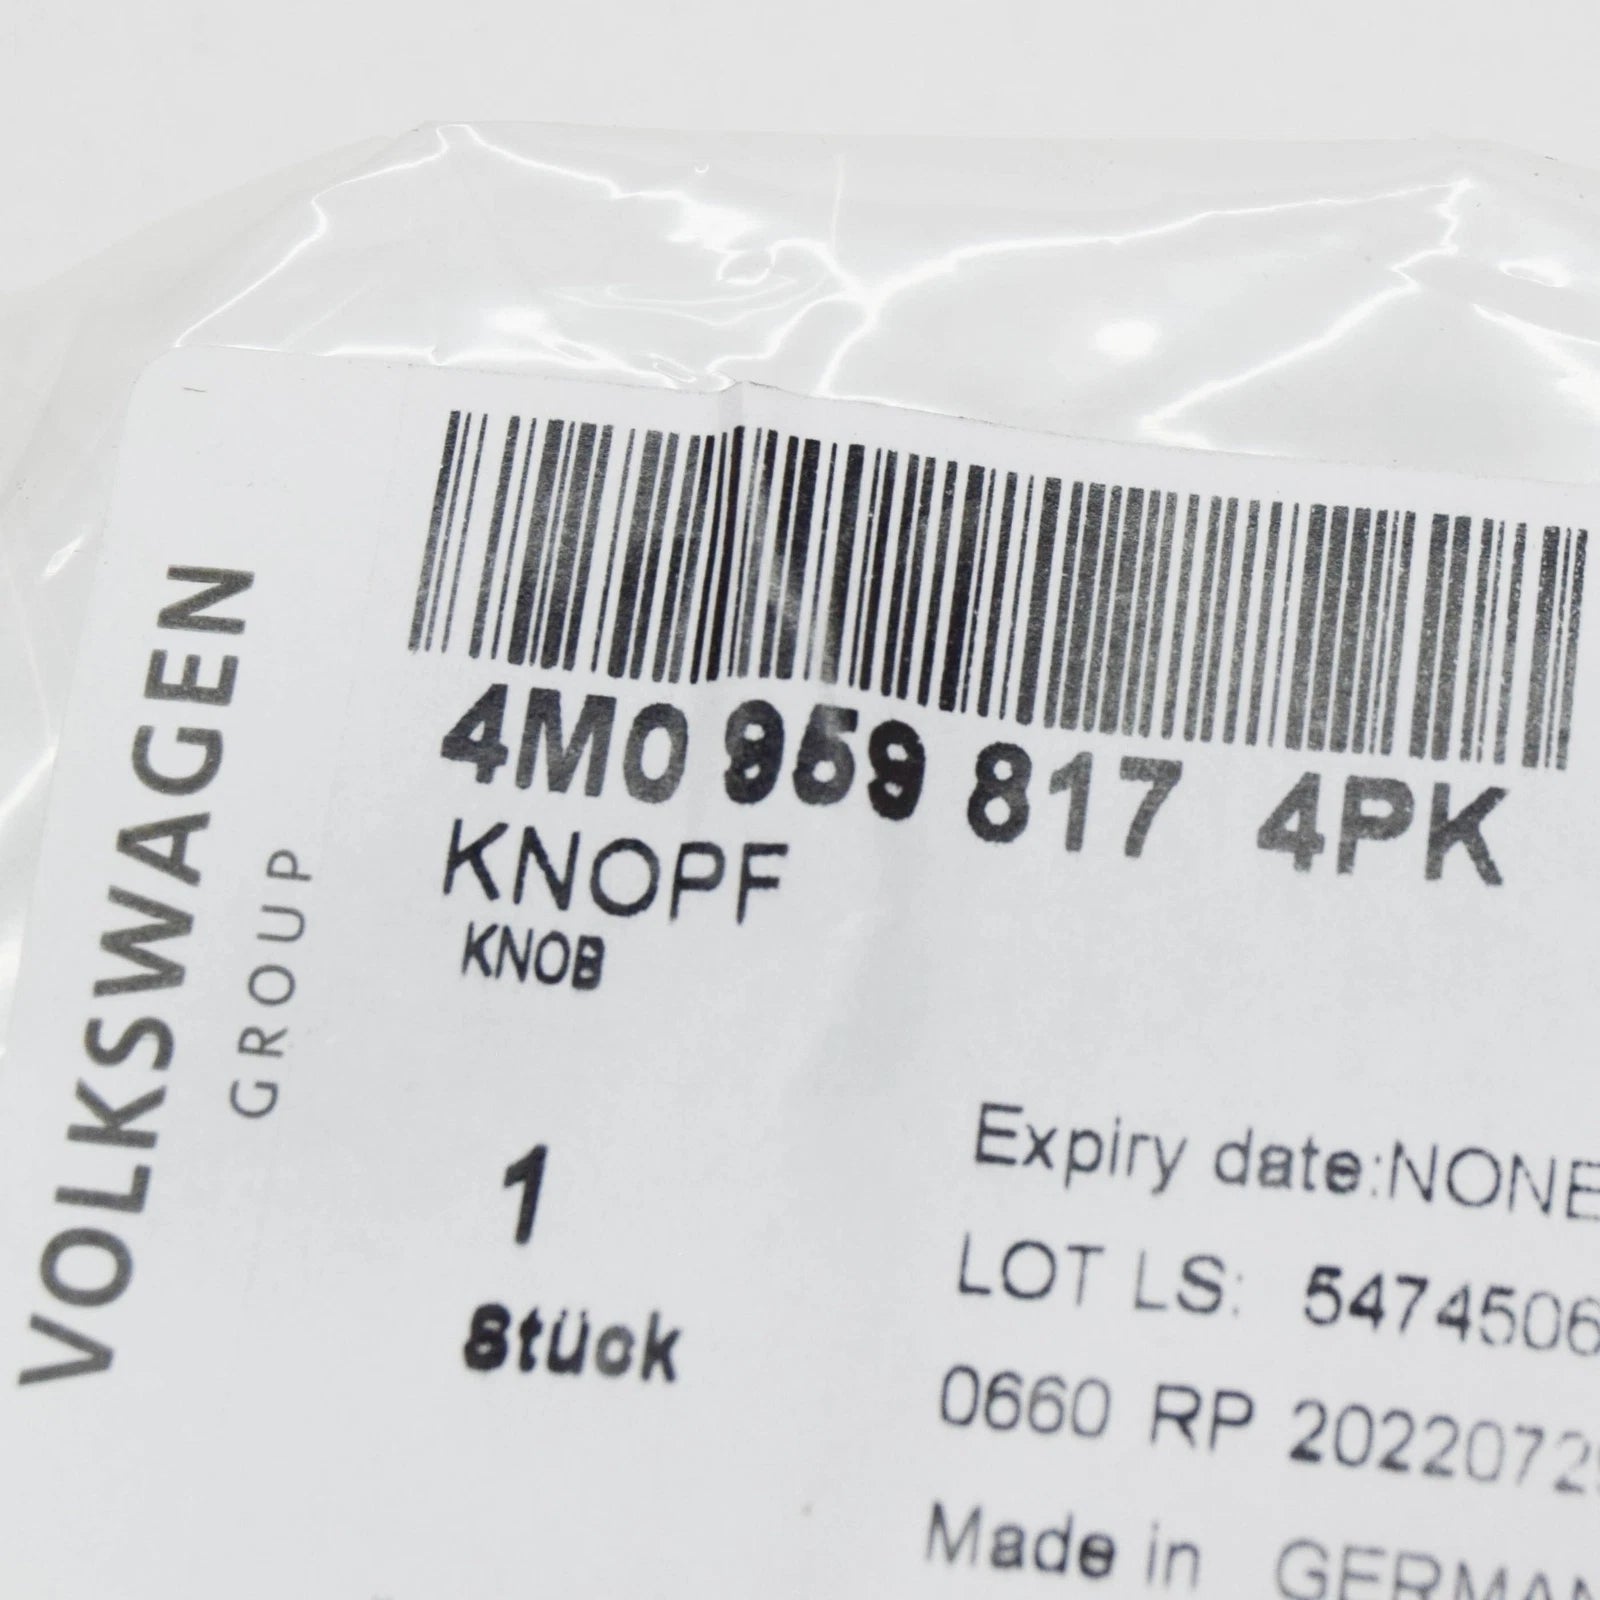 VOLKSWAGEN
GROUP
4M0 959 817 4PK
KNOPF
KNOB
1
Stück
Expiry date:NONE
LOT LS: 5474506
0660 RP 2022072
Made in GERMAN